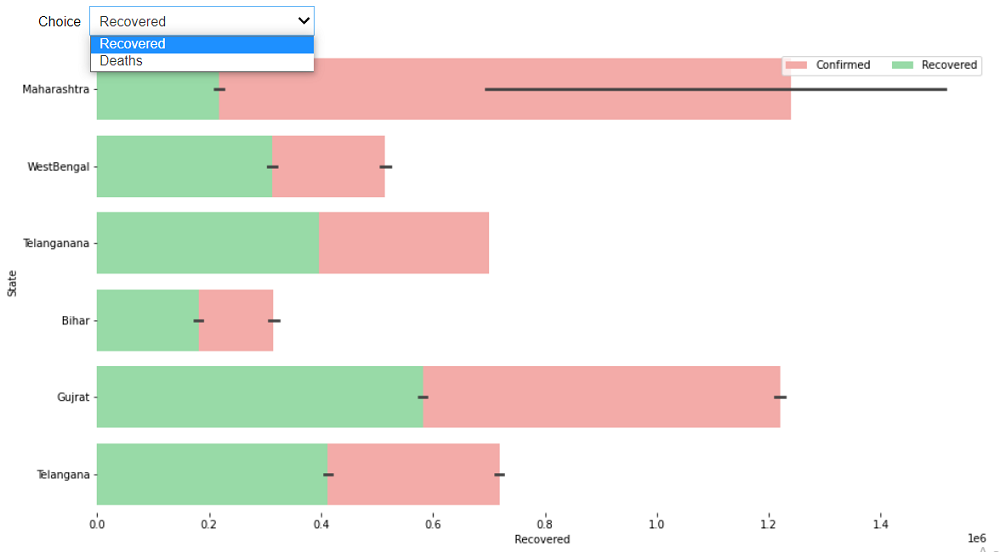 Choice Recovered
Recovered
Deaths
Confirmed Recovered
Maharashtra
WestBengal
Telanganana
Bihar
Gujrat
Telangana
State
0.0 0.2 0.4 0.6 0.8 1.0 1.2 1.4
1e6
Recovered